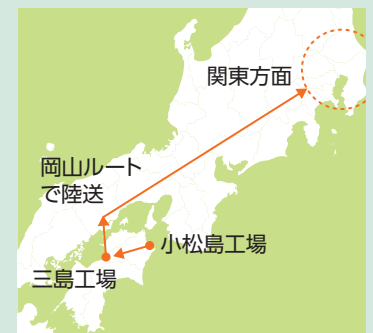 関東方面
岡山ルート
で陸送
小松島工場
三島工場